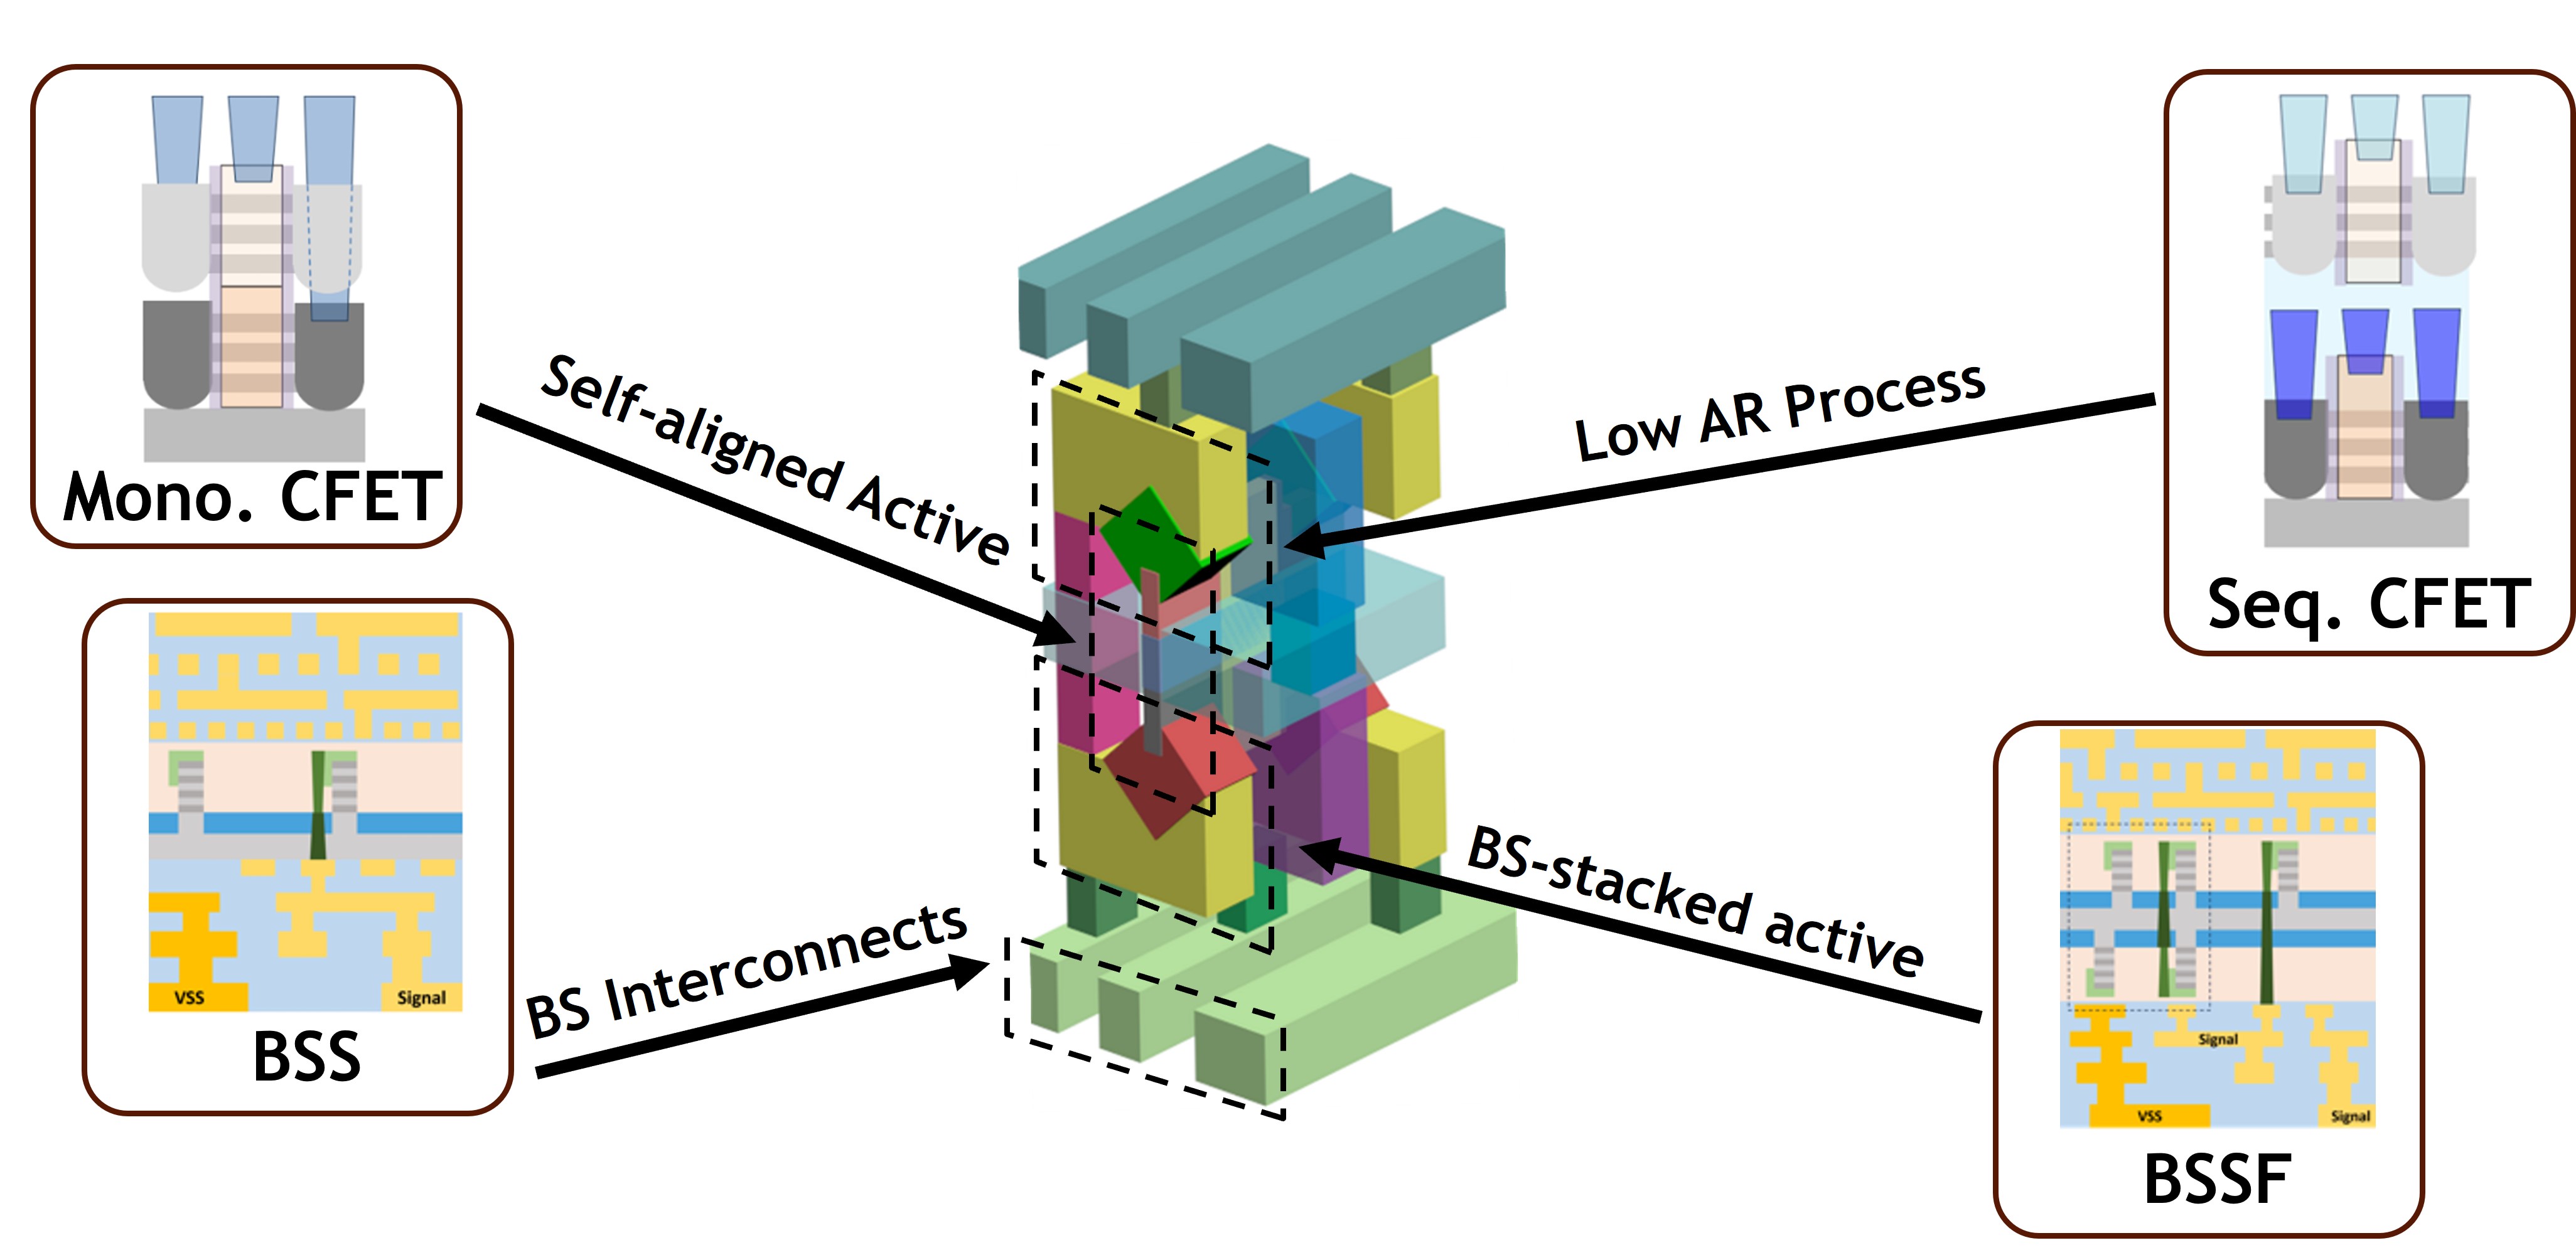 Mono. CFET
Self-aligned Active
Low AR Process
Seq. CFET
VSS
Signal
BSS
BS Interconnects
BS-stacked active
Signal
VSS
Signal
BSSF